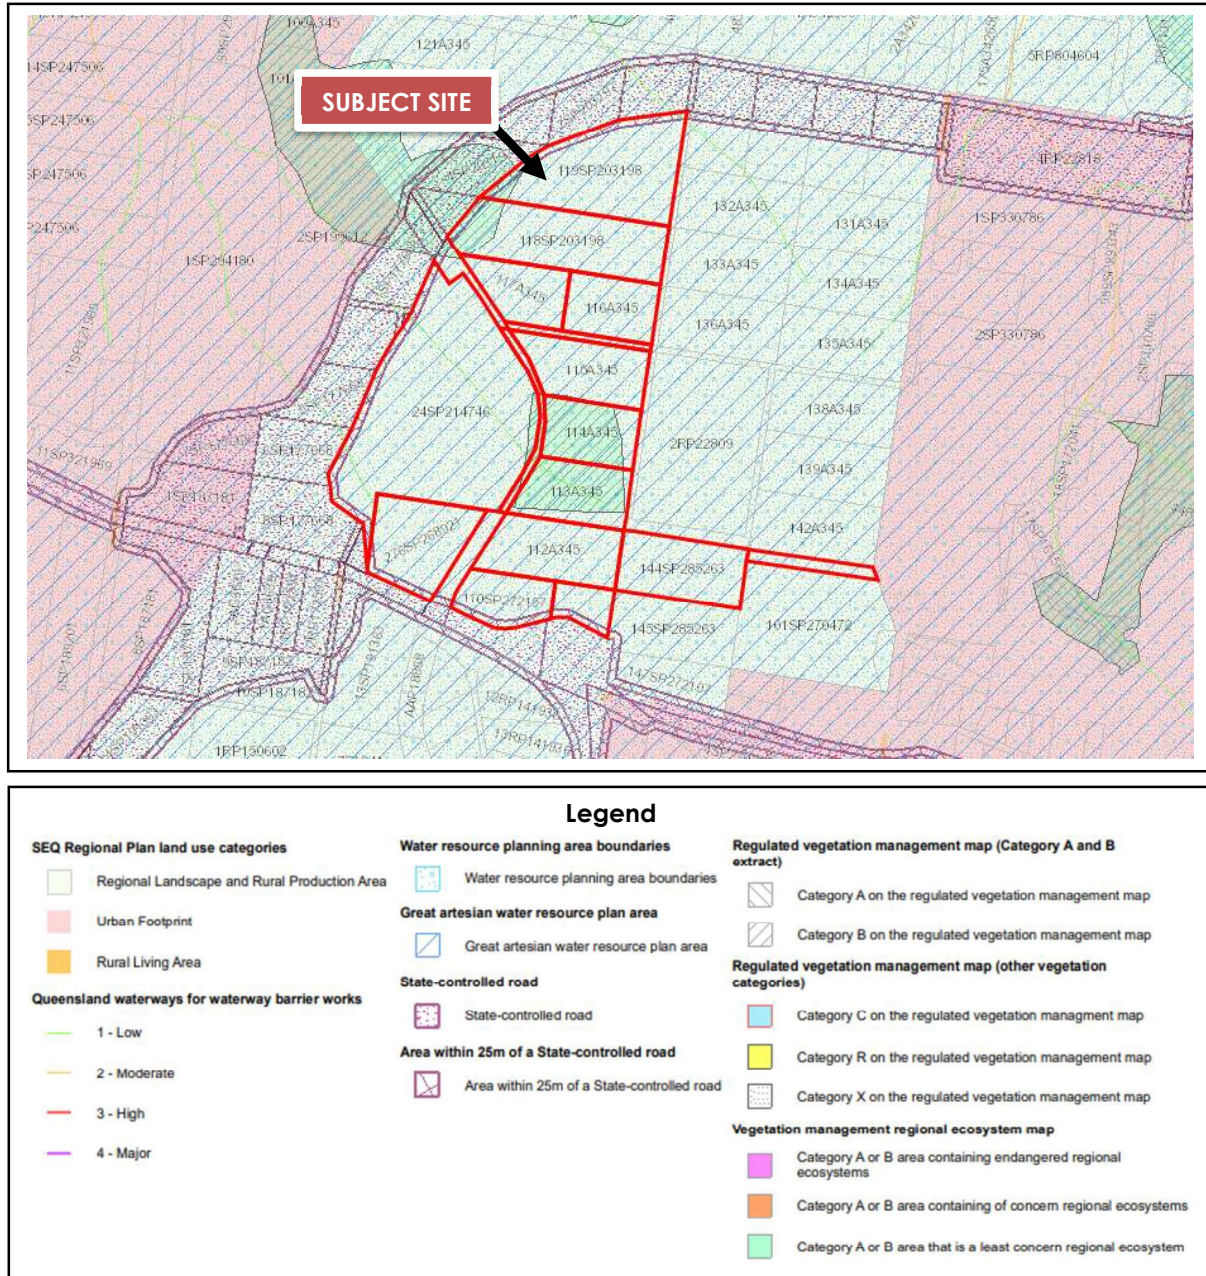 121A345
5RP804604
14SP247506
SUBJECT SITE
5SP247506
4RP22818
SP247506
119SP203198
132A345
131A345
1SP330786
247506
2SP199612
118SP203198
133A345
1SP294180
117A345
134A345
116A345
136A345
135A345
2SP330786
115A345
24SP214746
138A345
114A345
2RP22809
139A345
11SP321969
113A345
142A345
226SP268921
112A345
144SP285263
110SP272157
145SP285263
101SP270472
147SP272107
1RP150602
Legend
SEQ Regional Plan land use categories
Regional Landscape and Rural Production Area
Urban Footprint
Rural Living Area
Queensland waterways for waterway barrier works
1 - Low
2 - Moderate
3 - High
4 - Major
Water resource planning area boundaries
Water resource planning area boundaries
Great artesian water resource plan area
Great artesian water resource plan area
State-controlled road
State-controlled road
Area within 25m of a State-controlled road
Area within 25m of a State-controlled road
Regulated vegetation management map (Category A and B
extract)
Category A on the regulated vegetation management map
Category B on the regulated vegetation management map
Regulated vegetation management map (other vegetation
categories)
Category C on the regulated vegetation managment map
Category R on the regulated vegetation management map
Category X on the regulated vegetation management map
Vegetation management regional ecosystem map
Category A or B area containing endangered regional
ecosystems
Category A or B area containing of concern regional ecosystems
Category A or B area that is a least concern regional ecosystem